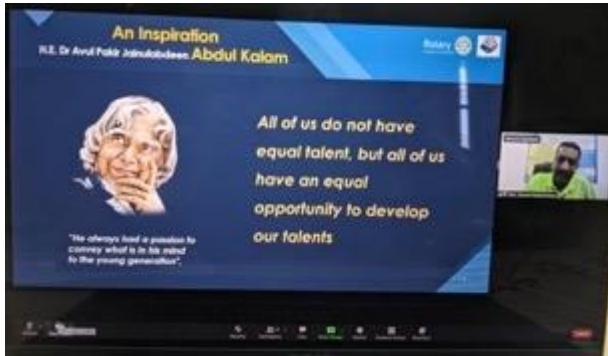 An Inspiration
H.E. Dr Avul Pakir Jainulabdeen Abdul Kalam
Rotary
All of us do not have
equal talent, but all of us
have an equal
opportunity to develop
our talents
"He always had a passion to
convey what is in his mind
to the young generation".